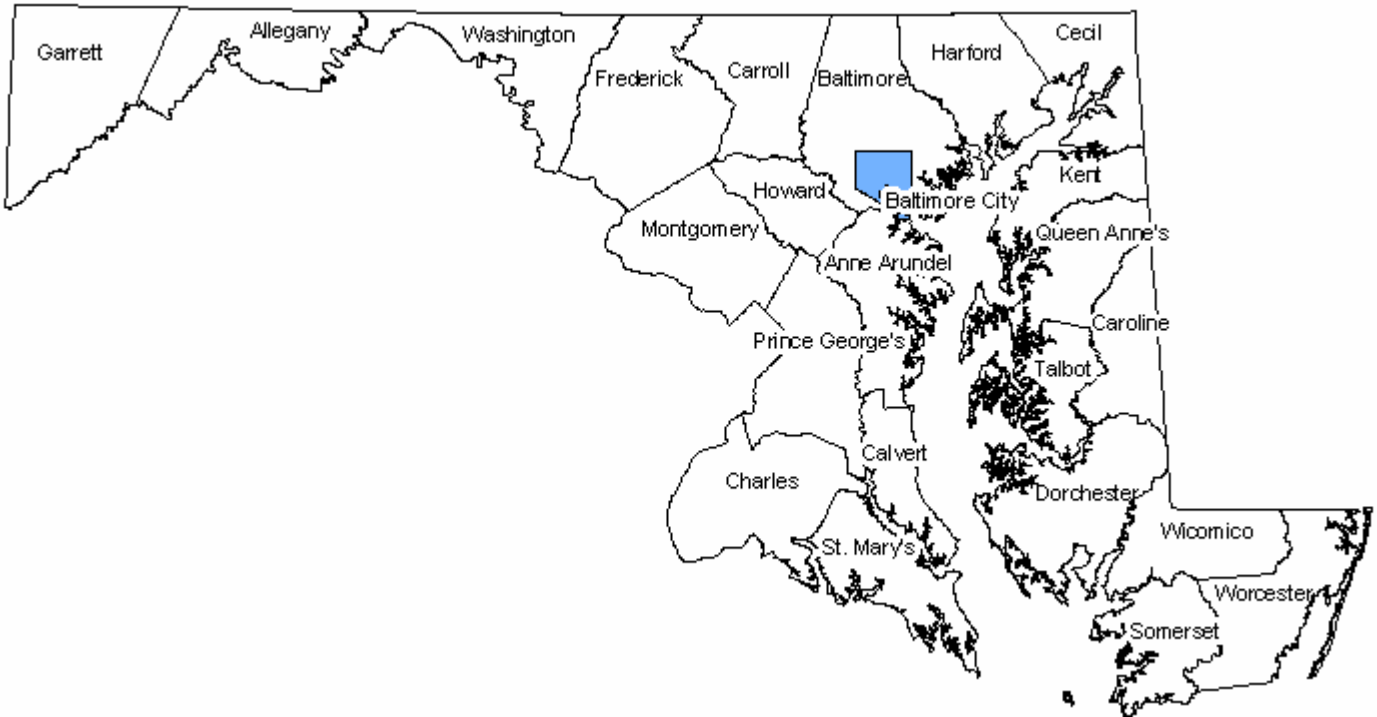 Garrett
Allegany
Washington
Frederick
Carroll
Baltimore
Harford
Cecil
Kent
Howard
Baltimore City
Montgomery
Queen Anne's
Anne Arundel
Caroline
Prince George's
Talbot
Calvert
Charles
Dorchester
St. Mary's
Wicomico
Worcester
Somerset